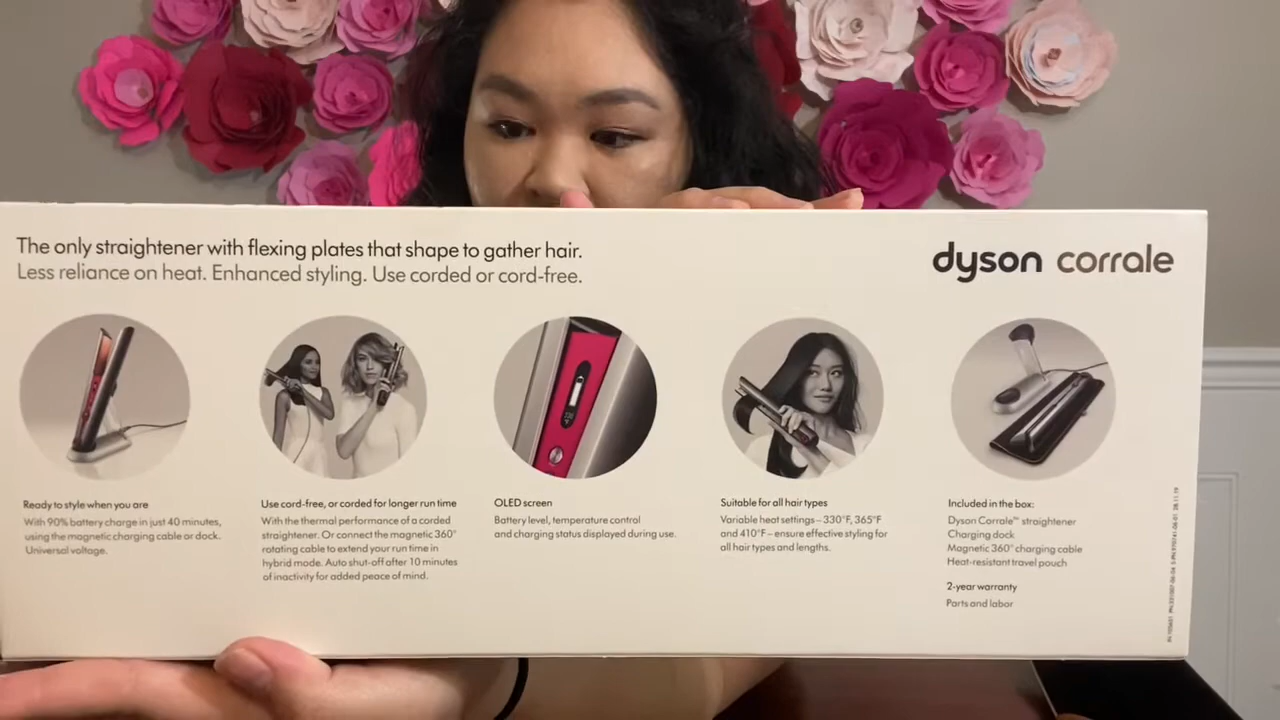 The only straightener with flexing plates that shape to gather hair.
Less reliance on heat. Enhanced styling. Use corded or cord-free.
dyson corrale
Ready to style when you are
With 90% battery charge in just 40 minutes,
using the magnetic charging cable or dock.
Universal voltage.
Use cord-free, or corded for longer run time
With the thermal performance of a corded
straightener. Or connect the magnetic 360°
rotating cable to extend your run time in
hybrid mode. Auto shut-off after 10 minutes
of inactivity for added peace of mind.
OLED screen
Battery level, temperature control
and charging status displayed during use.
Suitable for all hair types
Variable heat settings – 330°F, 365°F
and 410°F – ensure effective styling for
all hair types and lengths.
Included in the box:
Dyson Corrale™ straightener
Charging dock
Magnetic 360° charging cable
Heat-resistant travel pouch
2-year warranty
Parts and labor